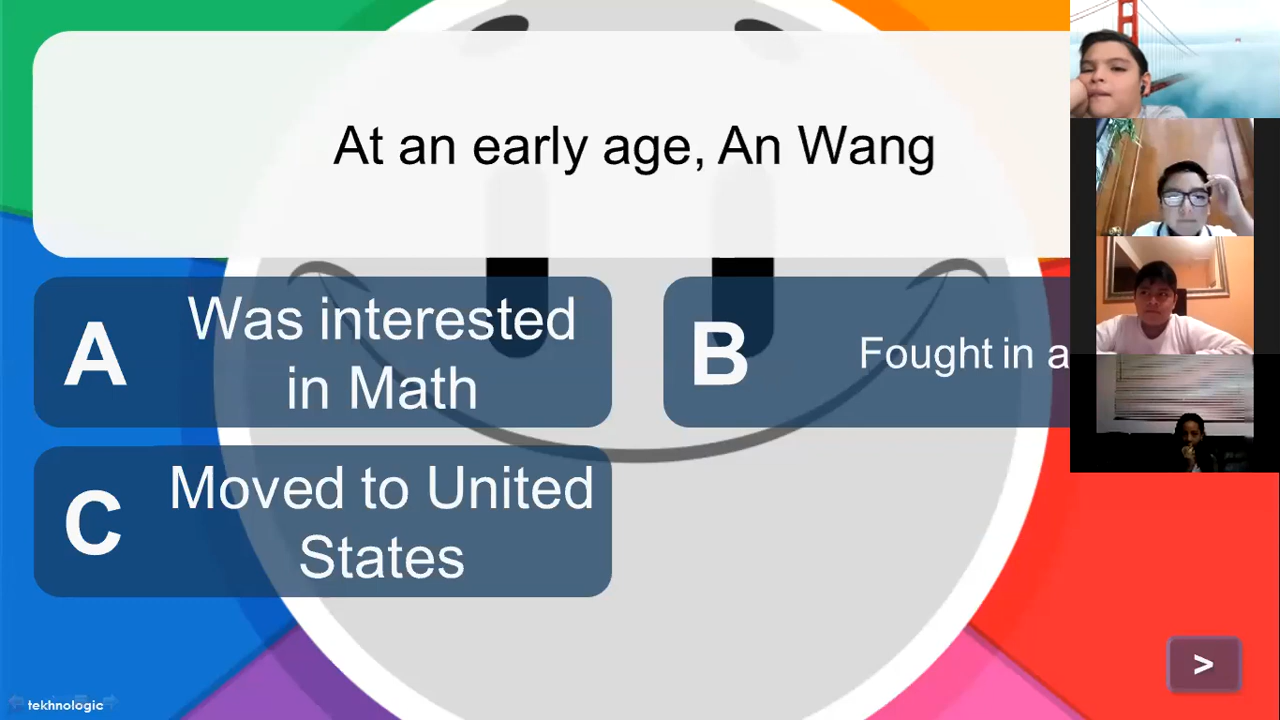 At an early age, An Wang
A
Was interested
in Math
B
Fought in a
C
Moved to United
States
>
tekhnologic